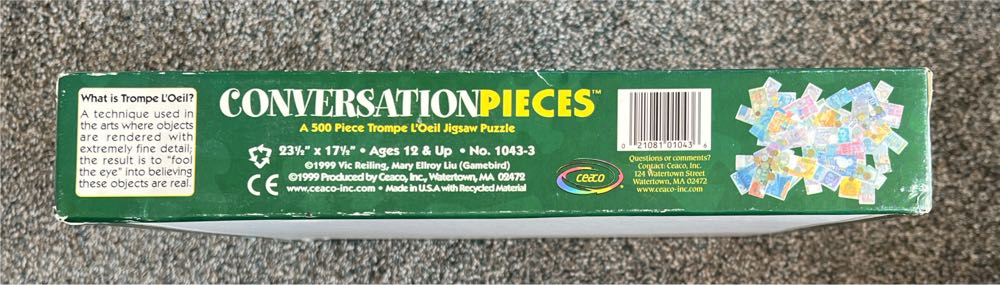 What is Trompe L'Oeil?
A technique used in
the arts where objects
are rendered with
extremely fine detail;
the result is to "fool
the eye" into believing
these objects are real.
CONVERSATIONPIECES™
A 500 Piece Trompe L'Oeil Jigsaw Puzzle
23½" x 17½" • Ages 12 & Up • No. 1043-3
©1999 Vic Reiling, Mary Ellroy Liu (Gamebird)
©1999 Produced by Ceaco, Inc., Watertown, MA 02472
www.ceaco-inc.com • Made in U.S.A with Recycled Material
CE
ceaco®
0 21081 01043 6
Questions or comments?
Contact: Ceaco, Inc.
124 Watertown Street
Watertown, MA 02472
www.ceaco-inc.com